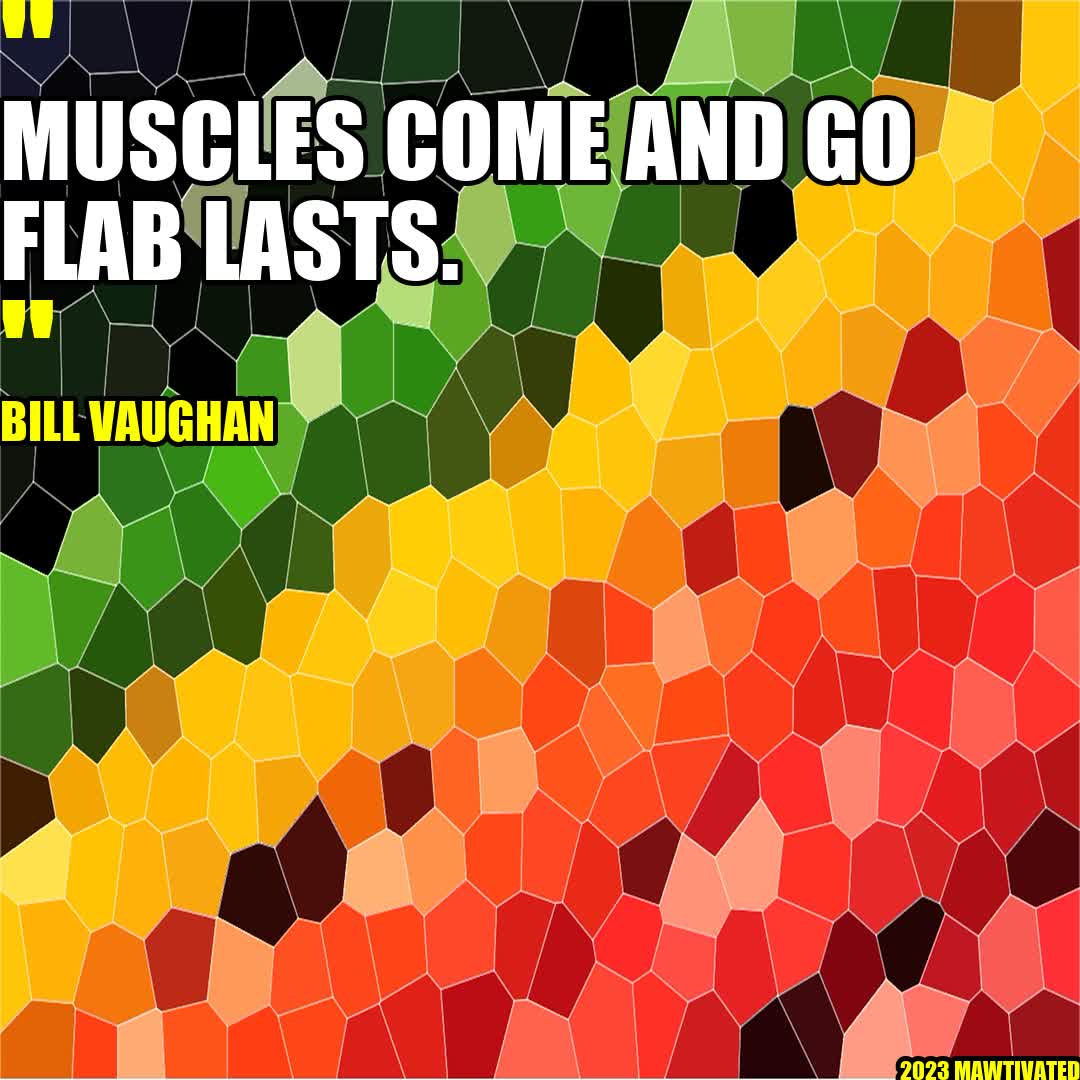 "
MUSCLES COME AND GO
FLAB LASTS.
"
BILL VAUGHAN
2023 MAWTIVATED